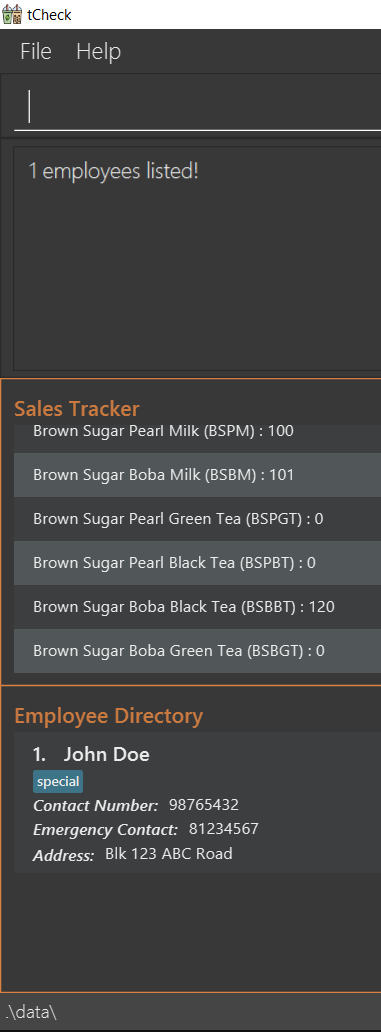 tCheck
File Help
1 employees listed!
Sales Tracker
Brown Sugar Pearl Milk (BSPM) : 100
Brown Sugar Boba Milk (BSBM) : 101
Brown Sugar Pearl Green Tea (BSPGT) : 0
Brown Sugar Pearl Black Tea (BSPBT) : 0
Brown Sugar Boba Black Tea (BSBBT) : 120
Brown Sugar Boba Green Tea (BSBGT) : 0
Employee Directory
1. John Doe
special
Contact Number: 98765432
Emergency Contact: 81234567
Address: Blk 123 ABC Road
.\data\